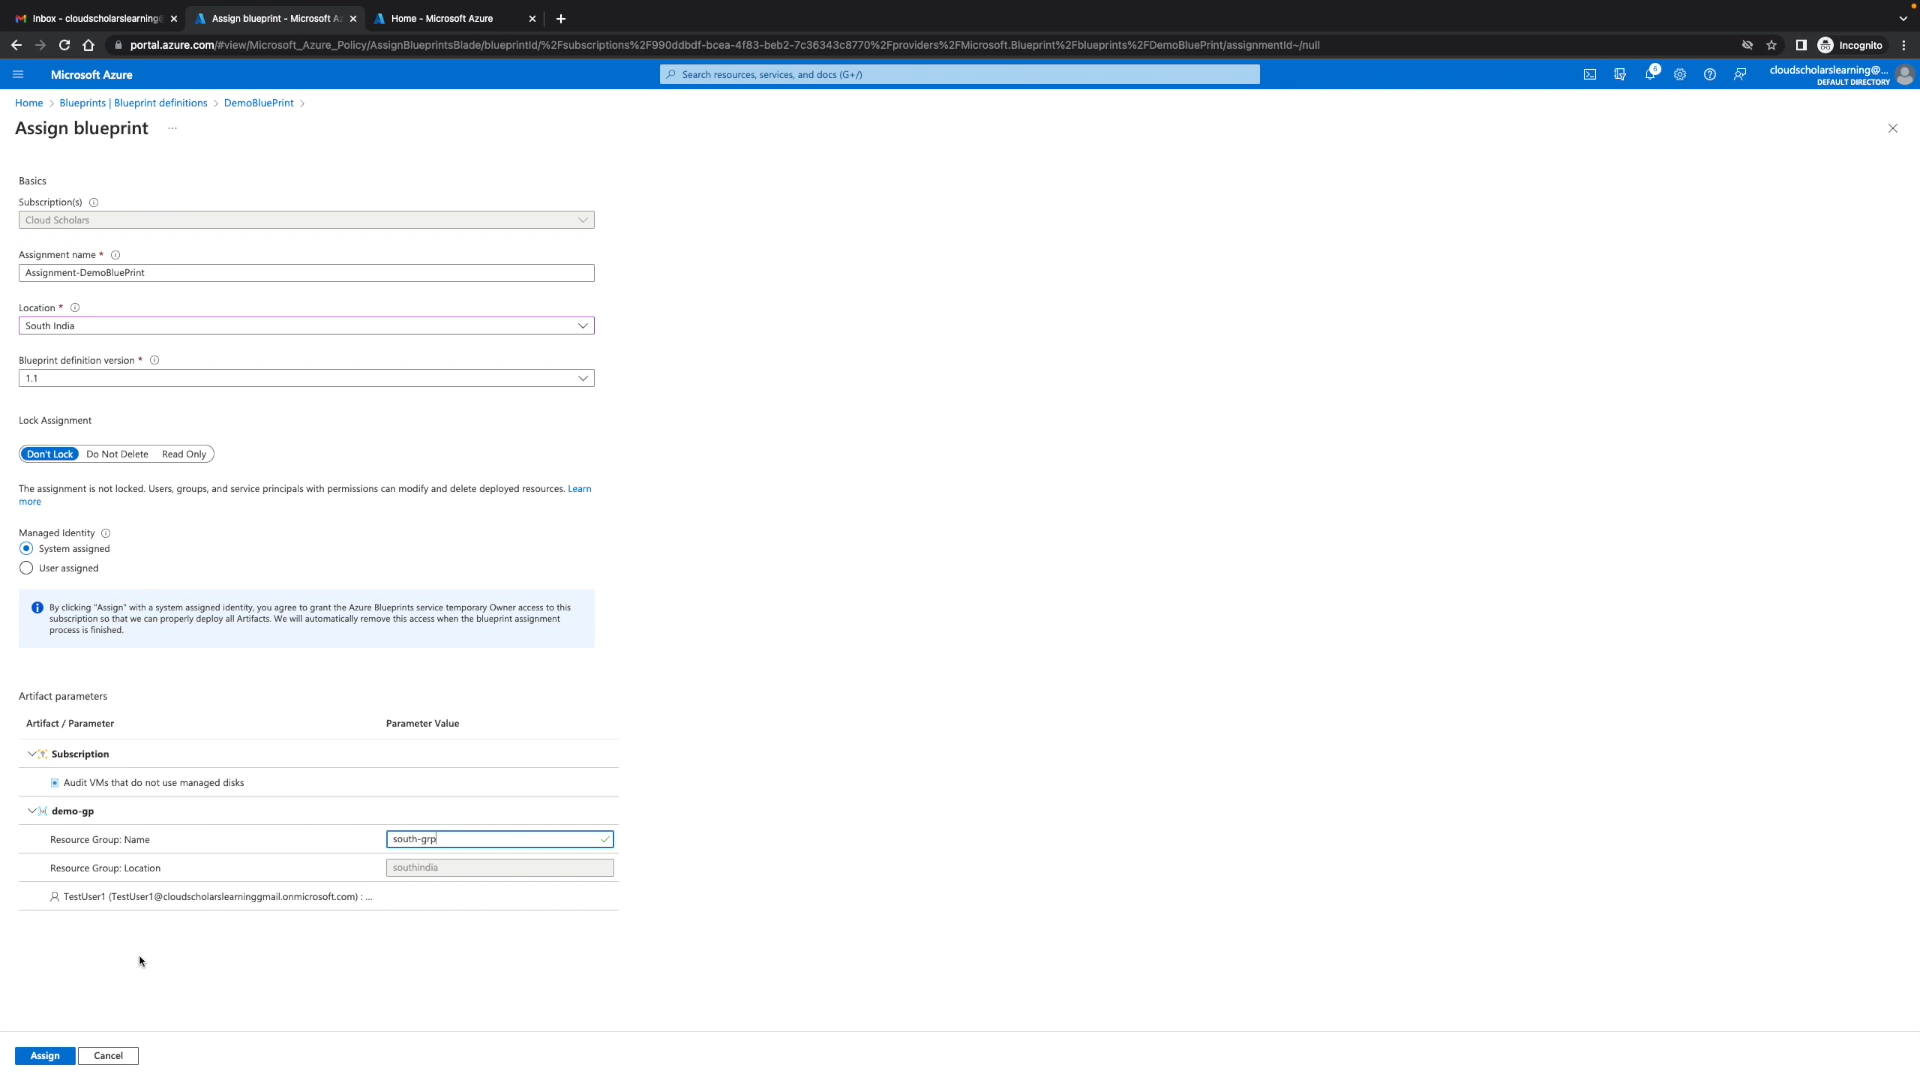 Inbox - cloudscholarslearning@
Assign blueprint - Microsoft A
Home - Microsoft Azure
portal.azure.com/#view/Microsoft_Azure_Policy/AssignBlueprintsBlade/blueprintId/%2Fsubscriptions%2F990ddbdf-bcea-4f83-beb2-7c36343c8770%2Fproviders%2FMicrosoft.Blueprint%2Fblueprints%2FDemoBluePrint/assignmentId~/null
Incognito
Microsoft Azure
Search resources, services, and docs (G+/)
6
cloudscholarslearning@...
DEFAULT DIRECTORY
Home > Blueprints | Blueprint definitions > DemoBluePrint >
Assign blueprint ...
Basics
Subscription(s)
Cloud Scholars
Assignment name *
Assignment-DemoBluePrint
Location *
South India
Blueprint definition version *
1.1
Lock Assignment
Don't Lock Do Not Delete Read Only
The assignment is not locked. Users, groups, and service principals with permissions can modify and delete deployed resources. Learn
more
Managed Identity
System assigned
User assigned
By clicking "Assign" with a system assigned identity, you agree to grant the Azure Blueprints service temporary Owner access to this
subscription so that we can properly deploy all Artifacts. We will automatically remove this access when the blueprint assignment
process is finished.
Artifact parameters
Artifact / Parameter Parameter Value
Subscription
Audit VMs that do not use managed disks
demo-gp
Resource Group: Name south-grp
Resource Group: Location southindia
TestUser1 (TestUser1@cloudscholarslearninggmail.onmicrosoft.com) : ...
Assign Cancel